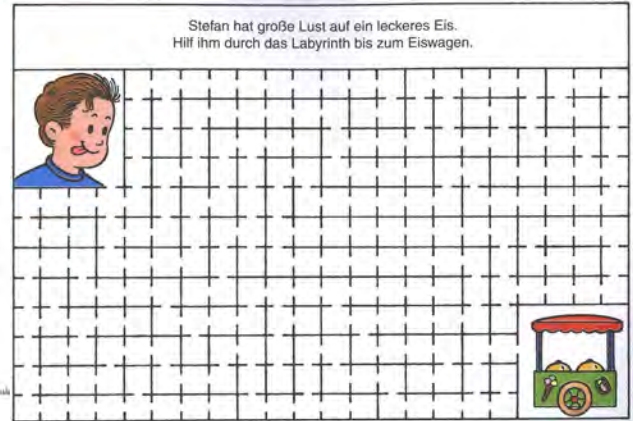 Stefan hat große Lust auf ein leckeres Eis.
Hilf ihm durch das Labyrinth bis zum Eiswagen.